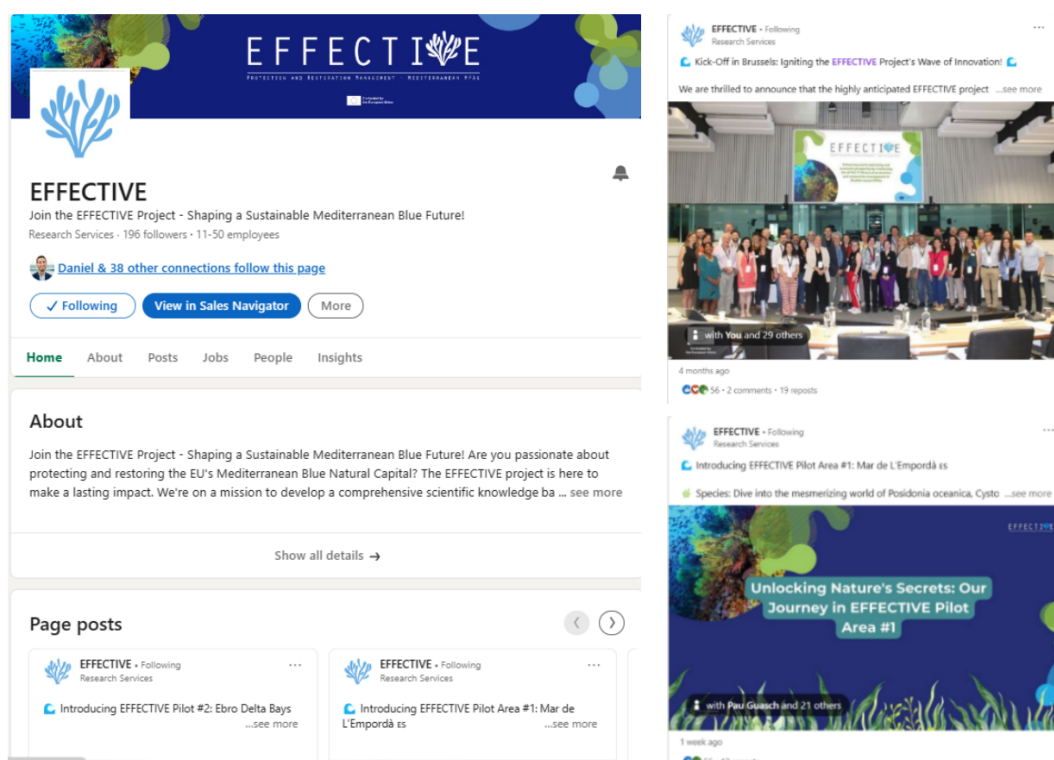 EFFECTIVE
PROTECTION AND RESTORATION MANAGEMENT - MEDITERRANEAN MPAS
EFFECTIVE
Join the EFFECTIVE Project - Shaping a Sustainable Mediterranean Blue Future!
Research Services · 196 followers · 11-50 employees
Daniel & 38 other connections follow this page
Following
View in Sales Navigator
More
Home
About
Posts
Jobs
People
Insights
About
Join the EFFECTIVE Project - Shaping a Sustainable Mediterranean Blue Future! Are you passionate about
protecting and restoring the EU's Mediterranean Blue Natural Capital? The EFFECTIVE project is here to
make a lasting impact. We're on a mission to develop a comprehensive scientific knowledge ba ... see more
Show all details →
Page posts
EFFECTIVE • Following
Research Services
Introducing EFFECTIVE Pilot #2: Ebro Delta Bays
...see more
EFFECTIVE • Following
Research Services
Introducing EFFECTIVE Pilot Area #1: Mar de
L'Empordà ES
...see more
EFFECTIVE • Following
Research Services
Kick-Off in Brussels: Igniting the EFFECTIVE Project's Wave of Innovation!
We are thrilled to announce that the highly anticipated EFFECTIVE project ...see more
EFFECTIVE
with You and 29 others
4 months ago
56 • 2 comments • 19 reposts
EFFECTIVE • Following
Research Services
Introducing EFFECTIVE Pilot Area #1: Mar de L'Empordà ES
Species: Dive into the mesmerizing world of Posidonia oceanica, Cysto ...see more
EFFECTIVE
Unlocking Nature's Secrets: Our
Journey in EFFECTIVE Pilot
Area #1
with Pau Guasch and 21 others
1 week ago